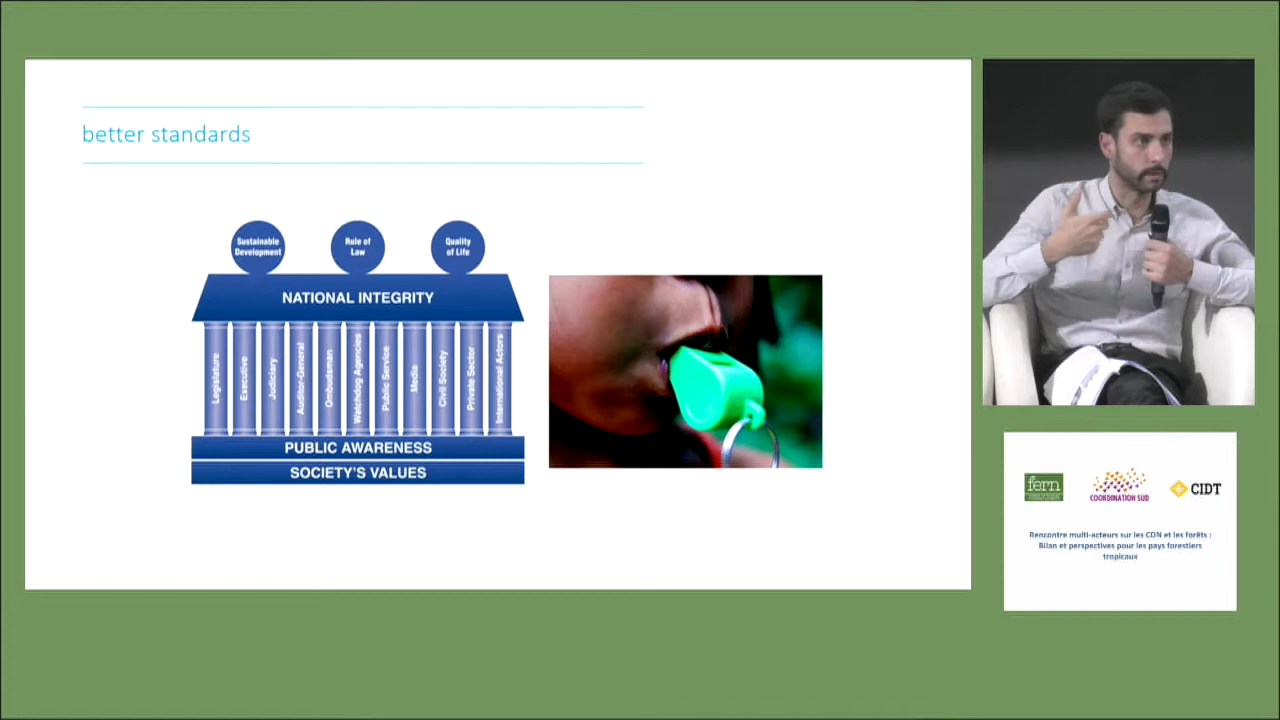 better standards
Sustainable
Development
Rule of
Law
Quality
of Life
NATIONAL INTEGRITY
Legislature
Executive
Judiciary
Auditor-General
Ombudsman
Watchdog Agencies
Public Service
Media
Civil Society
Private Sector
International Actors
PUBLIC AWARENESS
SOCIETY'S VALUES
fern
COORDINATION SUD
CIDT
Rencontre multi-acteurs sur les CDN et les forêts :
Bilan et perspectives pour les pays forestiers
tropicaux